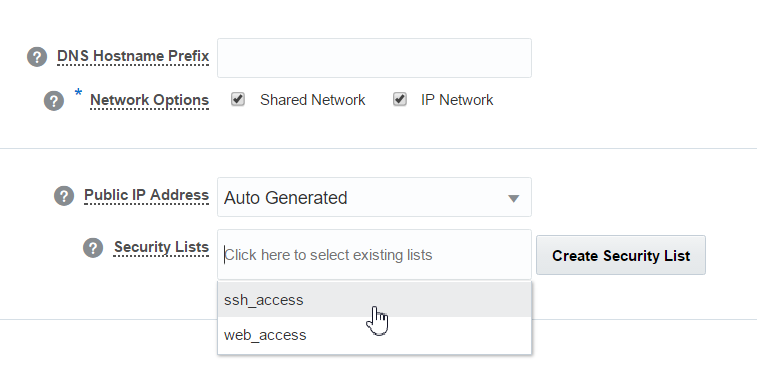 ? DNS Hostname Prefix
? * Network Options Shared Network IP Network
? Public IP Address Auto Generated
? Security Lists Click here to select existing lists Create Security List
ssh_access
web_access